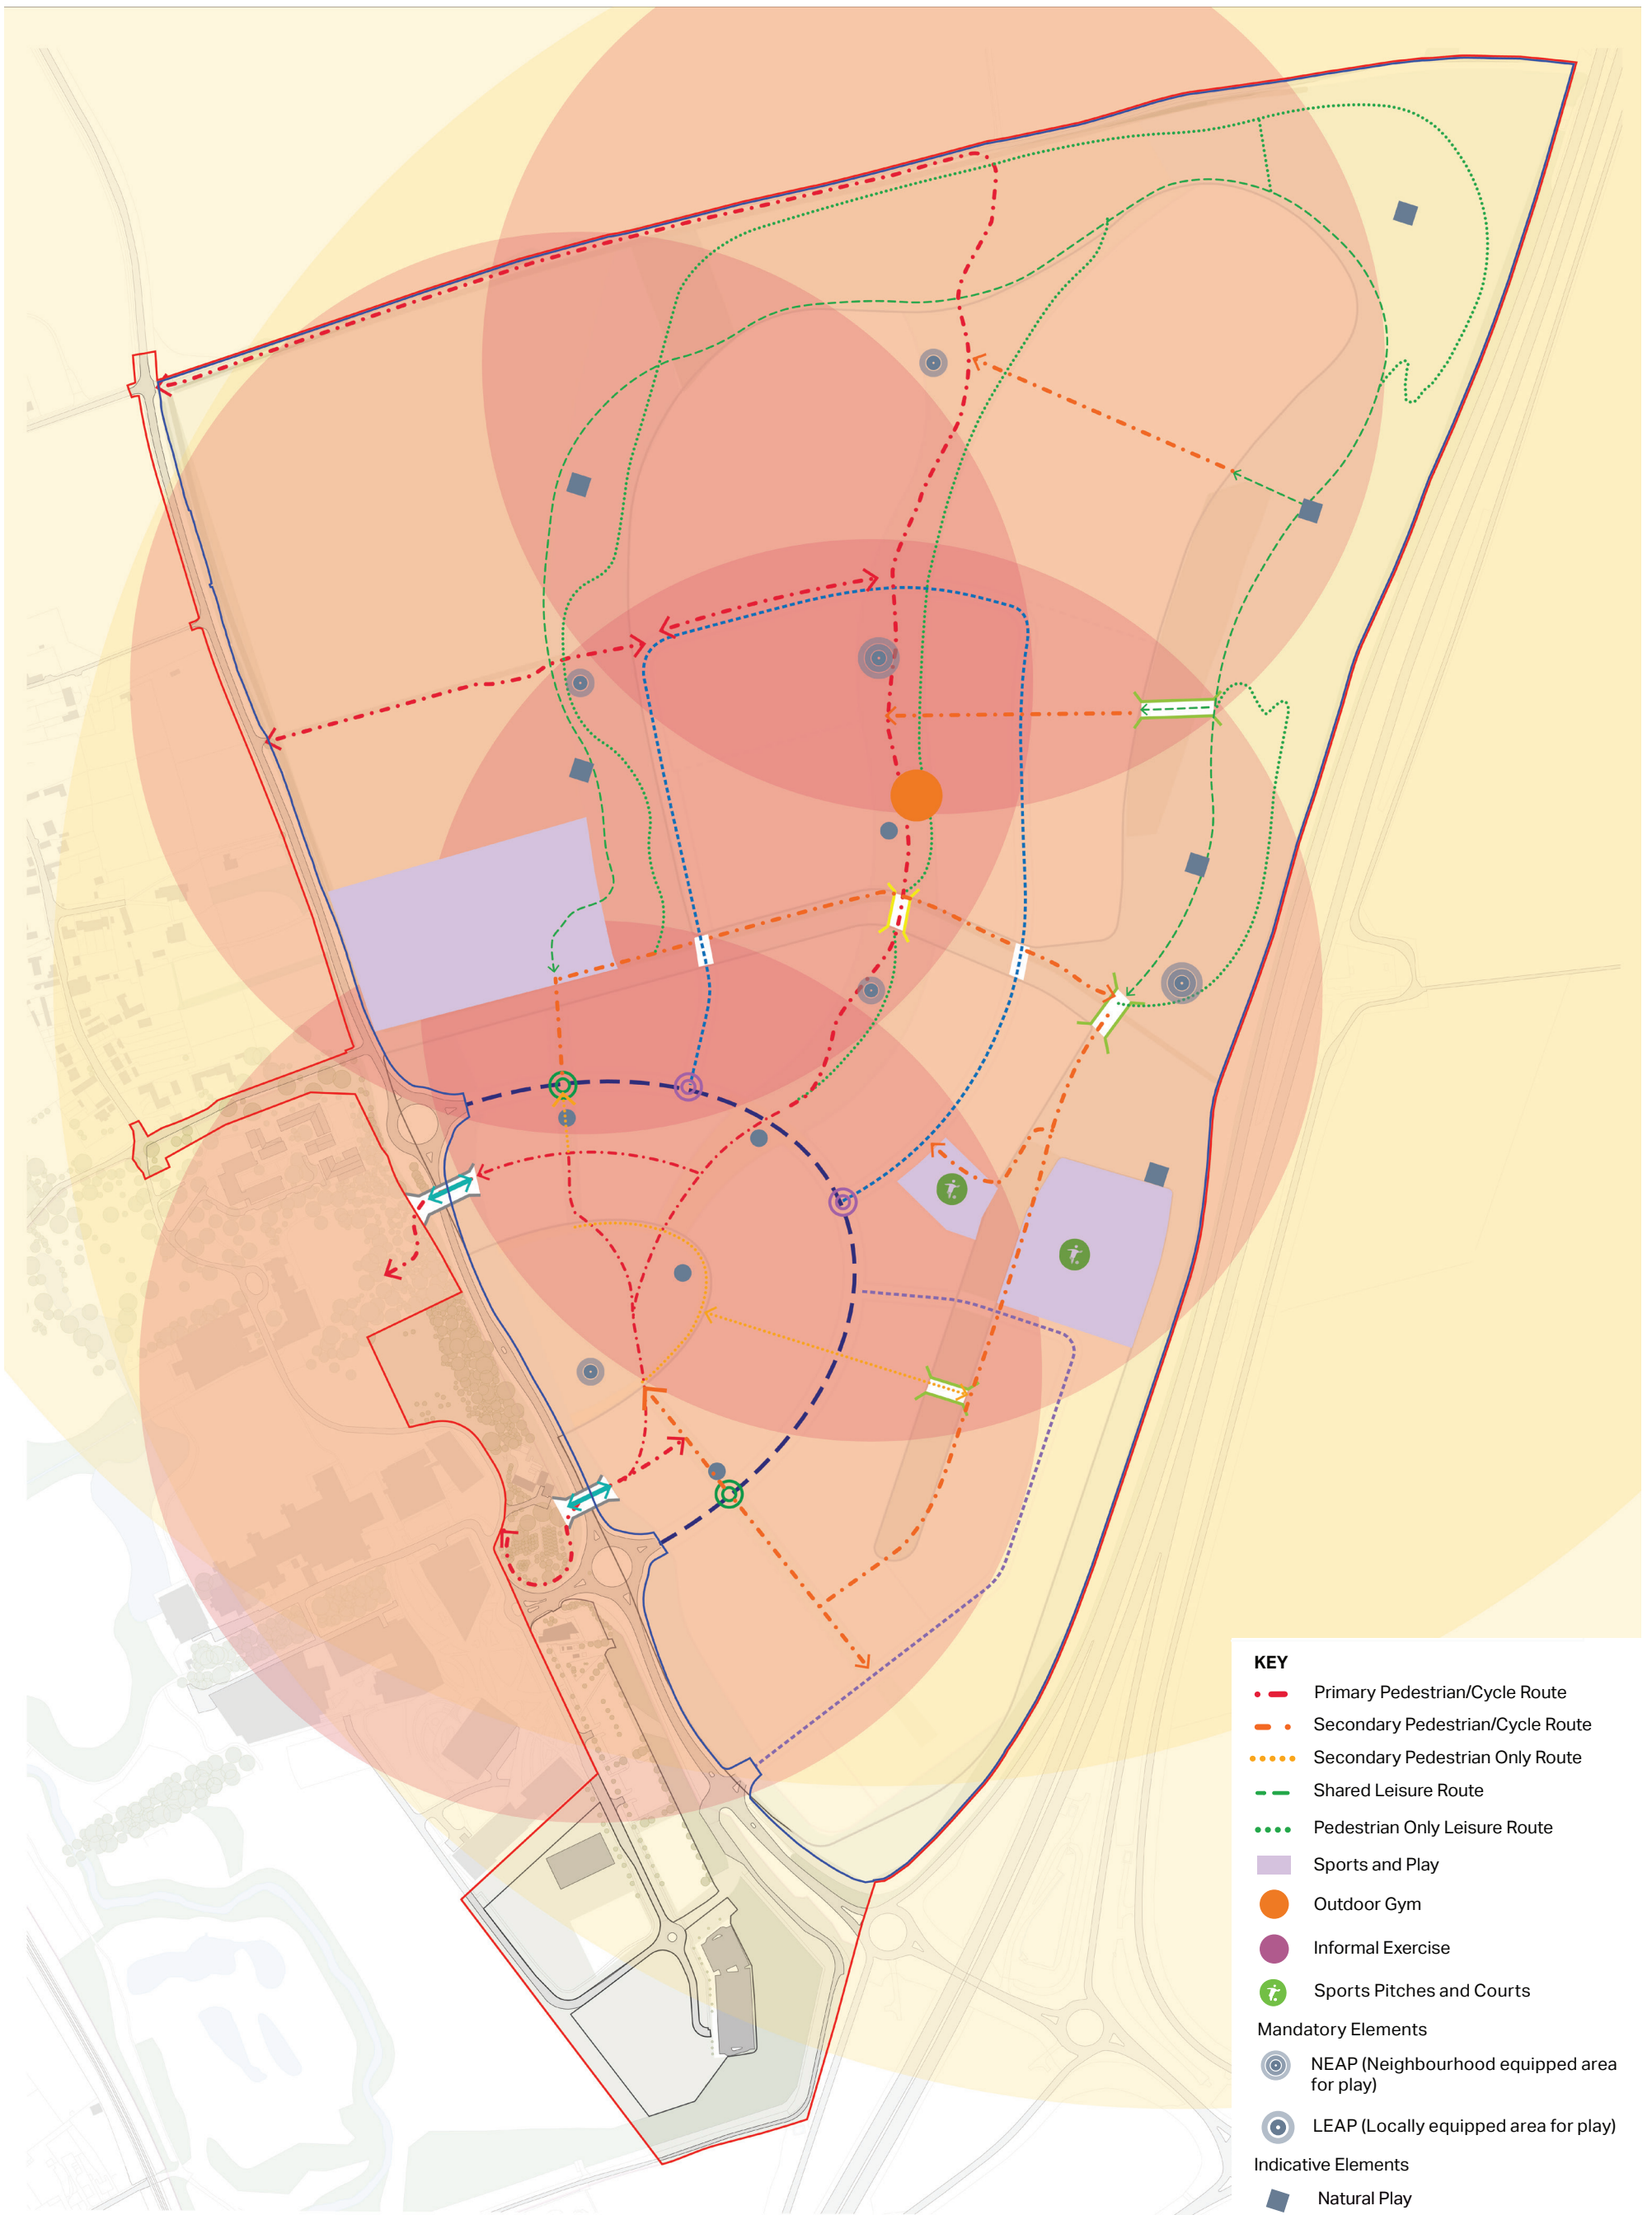 KEY
Primary Pedestrian/Cycle Route
Secondary Pedestrian/Cycle Route
Secondary Pedestrian Only Route
Shared Leisure Route
Pedestrian Only Leisure Route
Sports and Play
Outdoor Gym
Informal Exercise
Sports Pitches and Courts
Mandatory Elements
NEAP (Neighbourhood equipped area
for play)
LEAP (Locally equipped area for play)
Indicative Elements
Natural Play